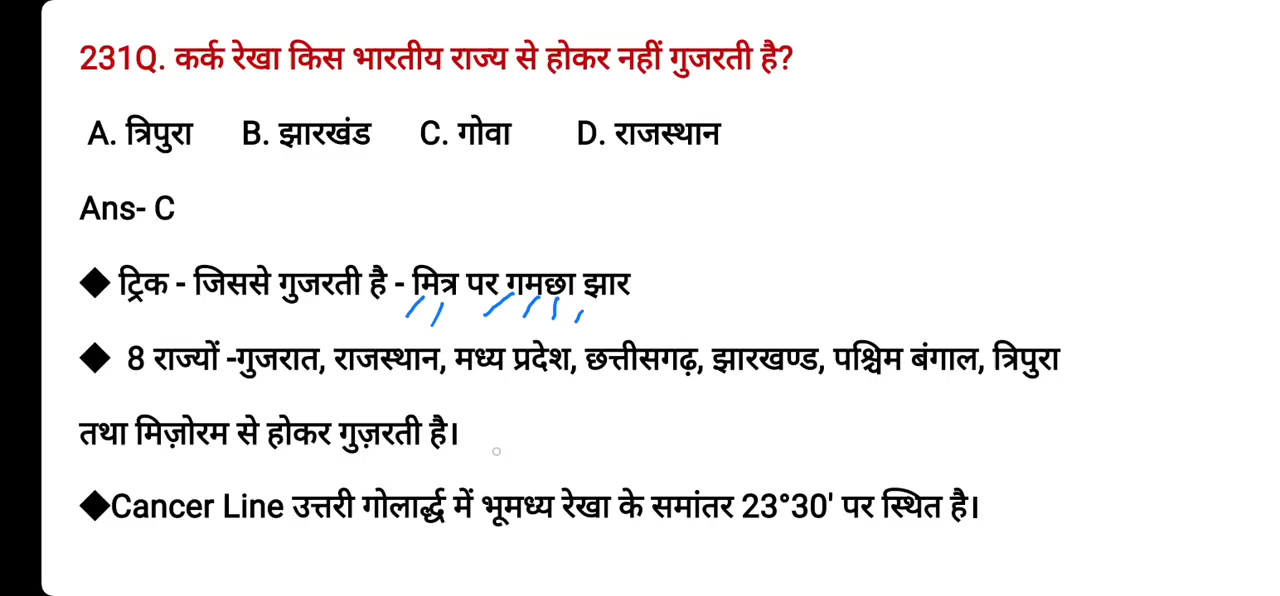 231Q. कर्क रेखा किस भारतीय राज्य से होकर नहीं गुजरती है?
A. त्रिपुरा B. झारखंड C. गोवा D. राजस्थान
Ans- C
◆ ट्रिक - जिससे गुजरती है - मित्र पर गमछा झार
◆ 8 राज्यों -गुजरात, राजस्थान, मध्य प्रदेश, छत्तीसगढ़, झारखण्ड, पश्चिम बंगाल, त्रिपुरा
तथा मिज़ोरम से होकर गुज़रती है।
◆Cancer Line उत्तरी गोलार्द्ध में भूमध्य रेखा के समांतर 23°30' पर स्थित है।